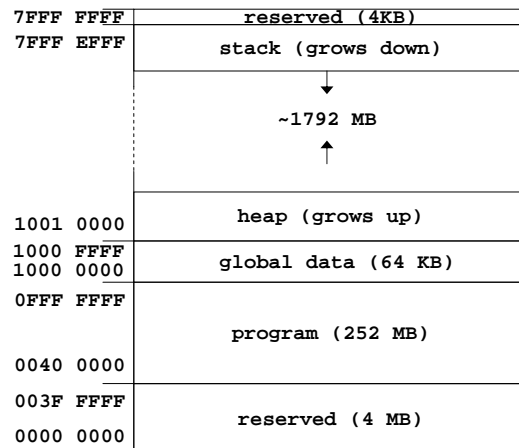 7FFF FFFF reserved (4KB)
7FFF EFFF stack (grows down)
~1792 MB
heap (grows up)
1001 0000
1000 FFFF
global data (64 KB)
1000 0000
0FFF FFFF
program (252 MB)
0040 0000
003F FFFF
reserved (4 MB)
0000 0000